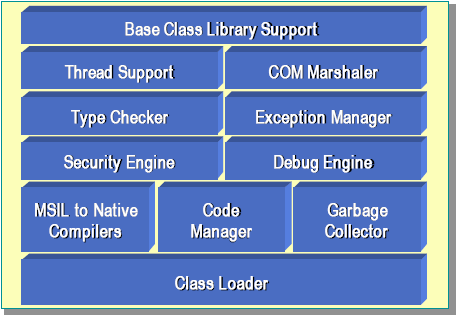 Base Class Library Support
Thread Support
COM Marshaler
Type Checker
Exception Manager
Security Engine
Debug Engine
MSIL to Native
Compilers
Code
Manager
Garbage
Collector
Class Loader